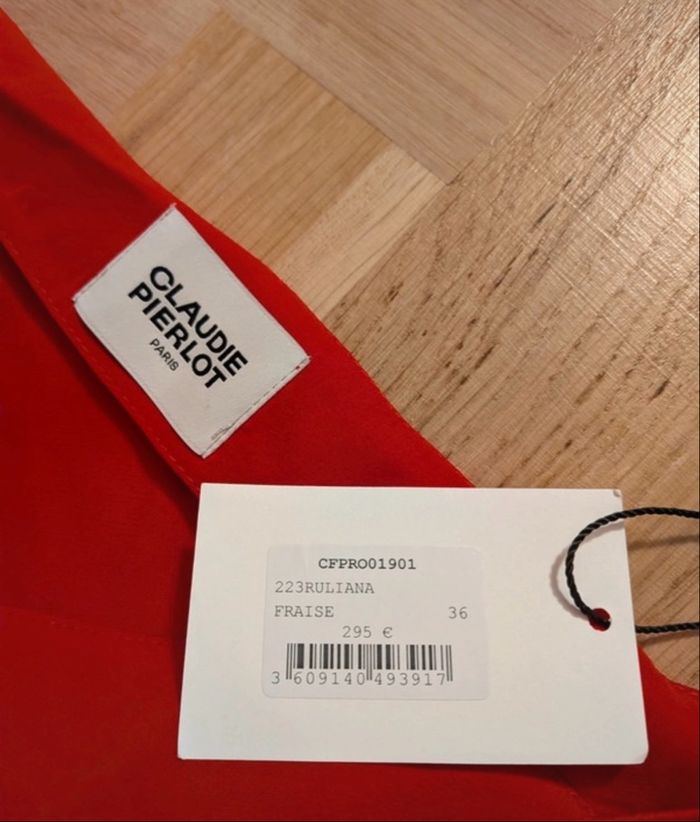 CLAUDIE
PIERLOT
PARIS
CFPRO01901
223RULIANA
FRAISE 36
295 €
3 609140 493917